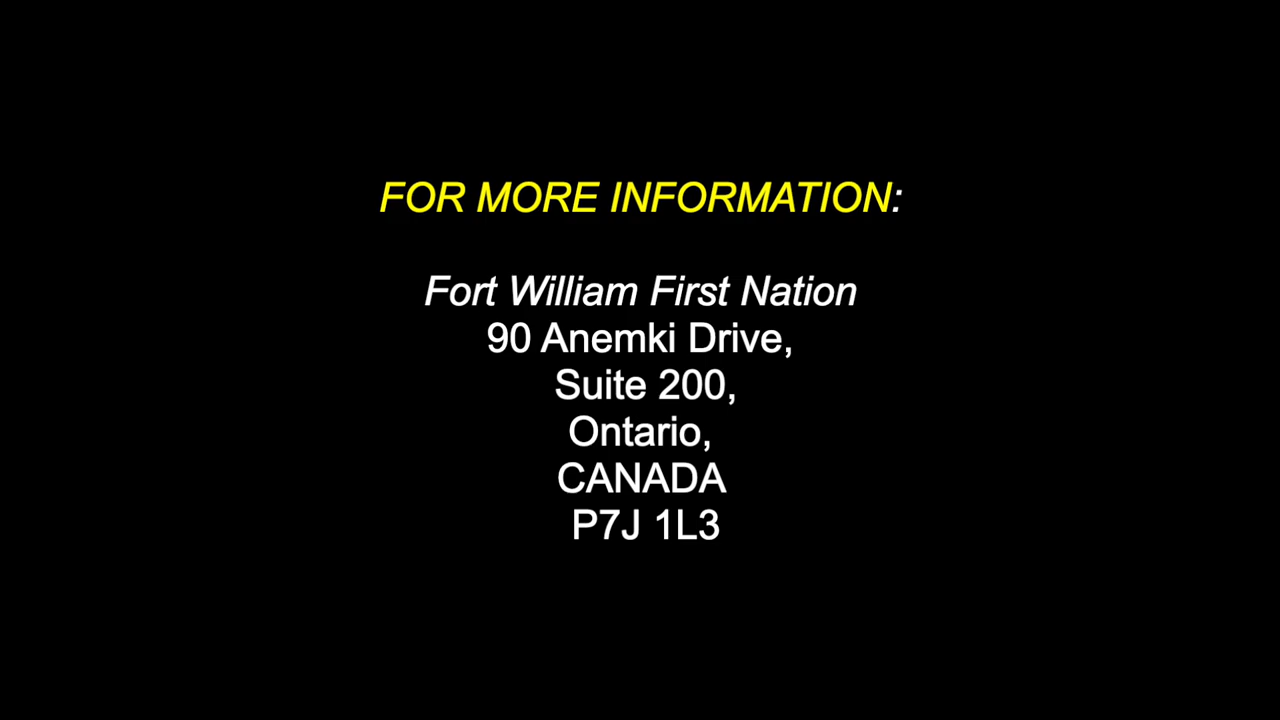 FOR MORE INFORMATION:
Fort William First Nation
90 Anemki Drive,
Suite 200,
Ontario,
CANADA
P7J 1L3